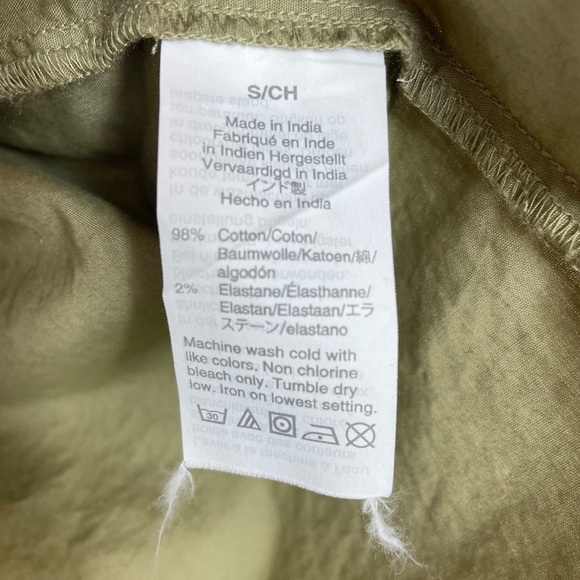 S/CH
Made in India
Fabriqué en Inde
in Indien Hergestellt
Vervaardigd in India
インド製
Hecho en India
98% Cotton/Coton/
Baumwolle/Katoen/綿/
algodón
2% Elastane/Élasthanne/
Elastan/Elastaan/エラ
ステーン/elastano
Machine wash cold with
like colors. Non chlorine
bleach only. Tumble dry
low. Iron on lowest setting.
30